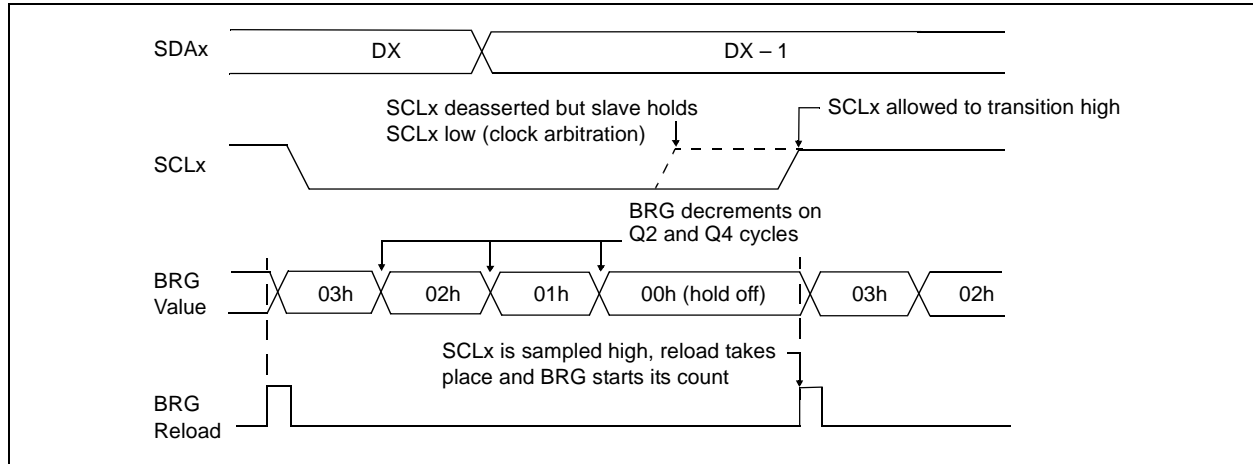 SDAx
DX
DX – 1
SCLx deasserted but slave holds
SCLx low (clock arbitration)
SCLx allowed to transition high
SCLx
BRG decrements on
Q2 and Q4 cycles
BRG
Value
03h
02h
01h
00h (hold off)
03h
02h
SCLx is sampled high, reload takes
place and BRG starts its count
BRG
Reload